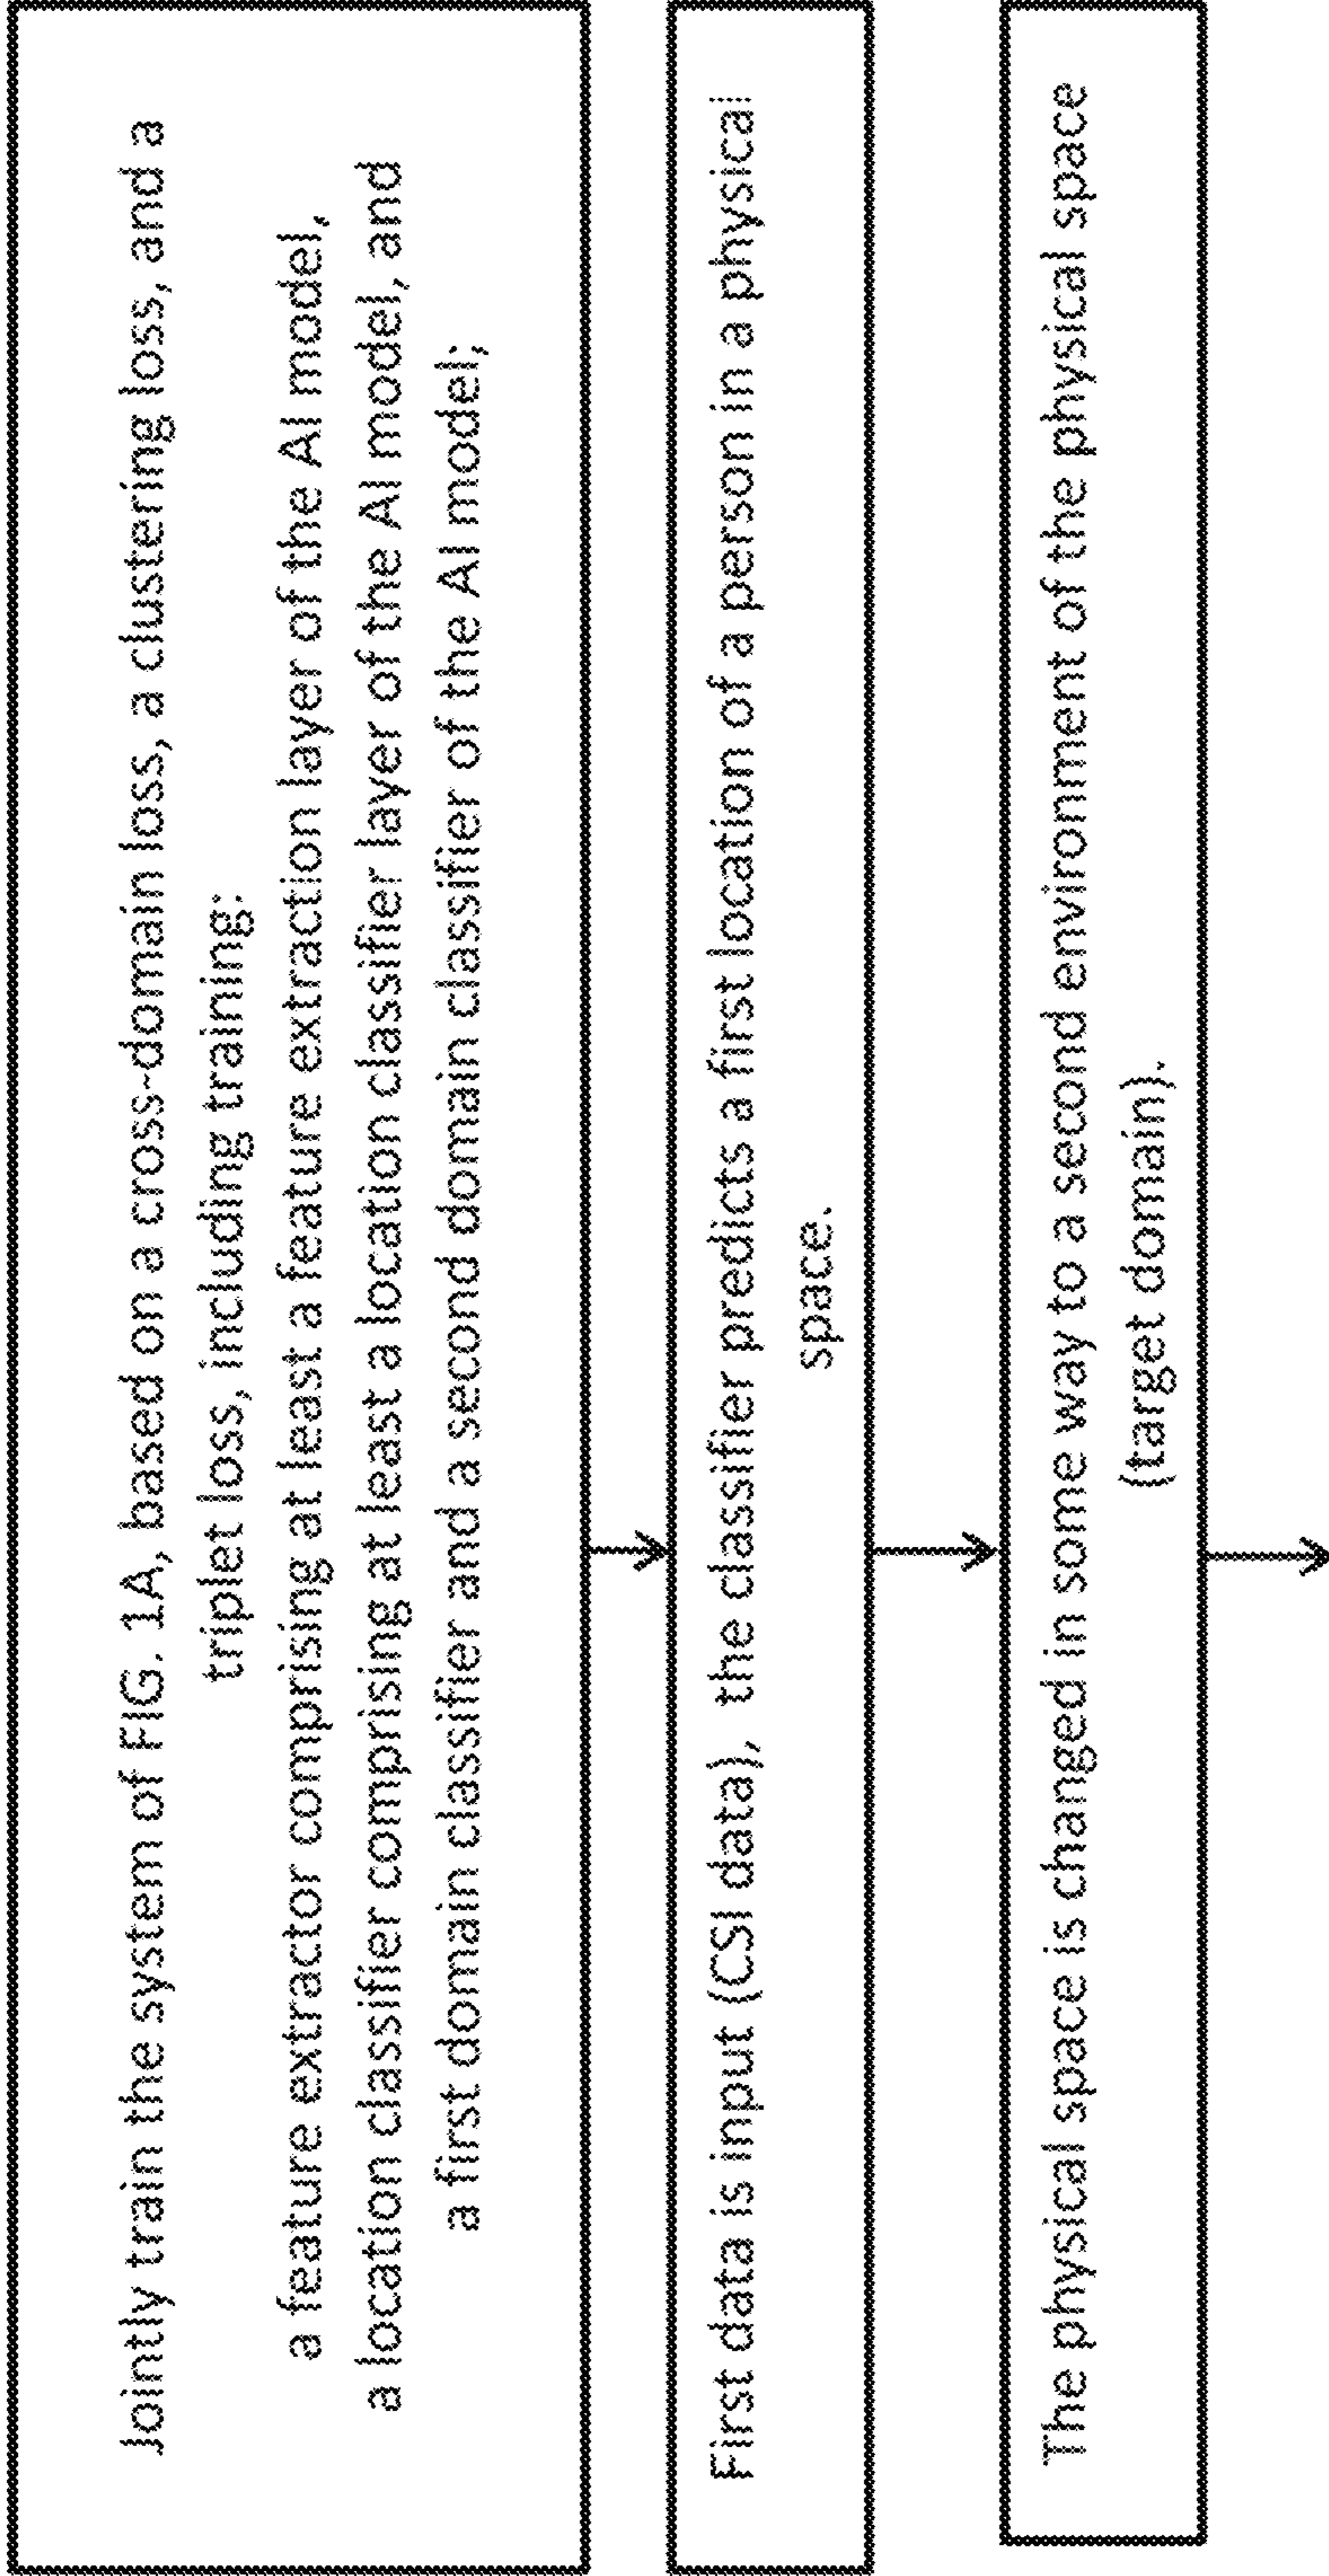 Jointly train the system of FIG. 1A, based on a cross-domain loss, a clustering loss, and a
triplet loss, including training:
a feature extractor comprising at least a feature extraction layer of the AI model,
a location classifier comprising at least a location classifier layer of the AI model, and
a first domain classifier and a second domain classifier of the AI model;
First data is input (CSI data), the classifier predicts a first location of a person in a physical
space.
The physical space is changed in some way to a second environment of the physical space
(target domain).